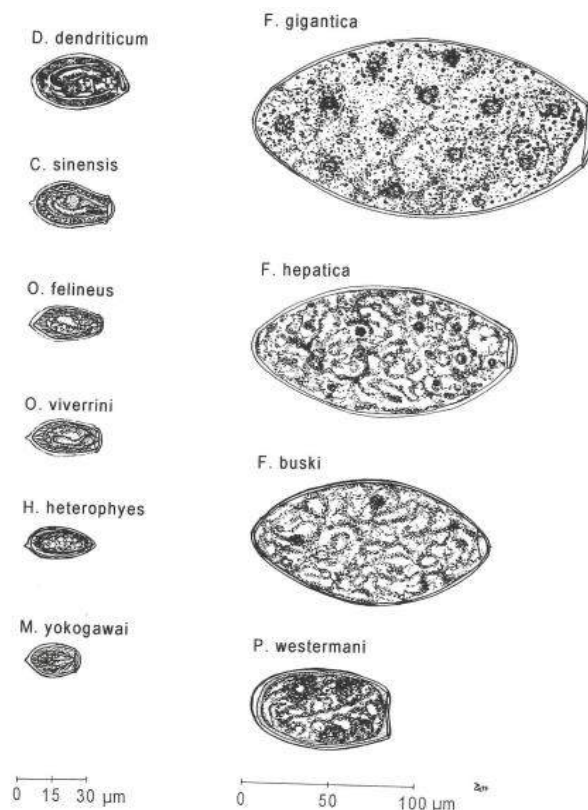 D. dendriticum
C. sinensis
O. felineus
O. viverrini
H. heterophyes
M. yokogawai
0 15 30 µm
F. gigantica
F. hepatica
F. buski
P. westermani
0 50 100 µm